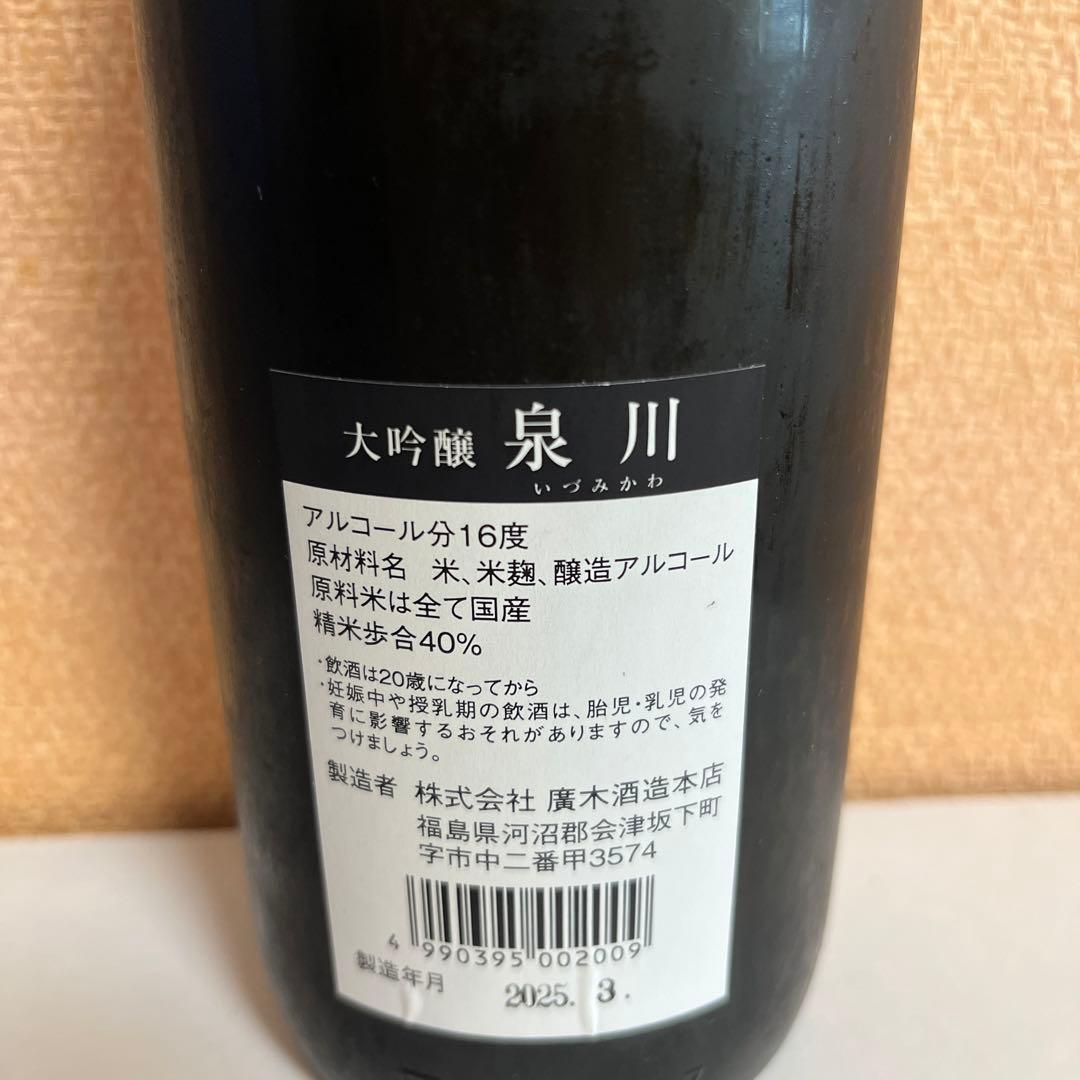 大吟醸 泉川
いづみかわ
アルコール分16度
原材料名 米、米麹、醸造アルコール
原料米は全て国産
精米歩合40%
・飲酒は20歳になってから
・妊娠中や授乳期の飲酒は、胎児・乳児の発
育に影響するおそれがありますので、気を
つけましょう。
製造者 株式会社 廣木酒造本店
福島県河沼郡会津坂下町
字市中二番甲3574
4 990395 002009
製造年月 2025. 3.